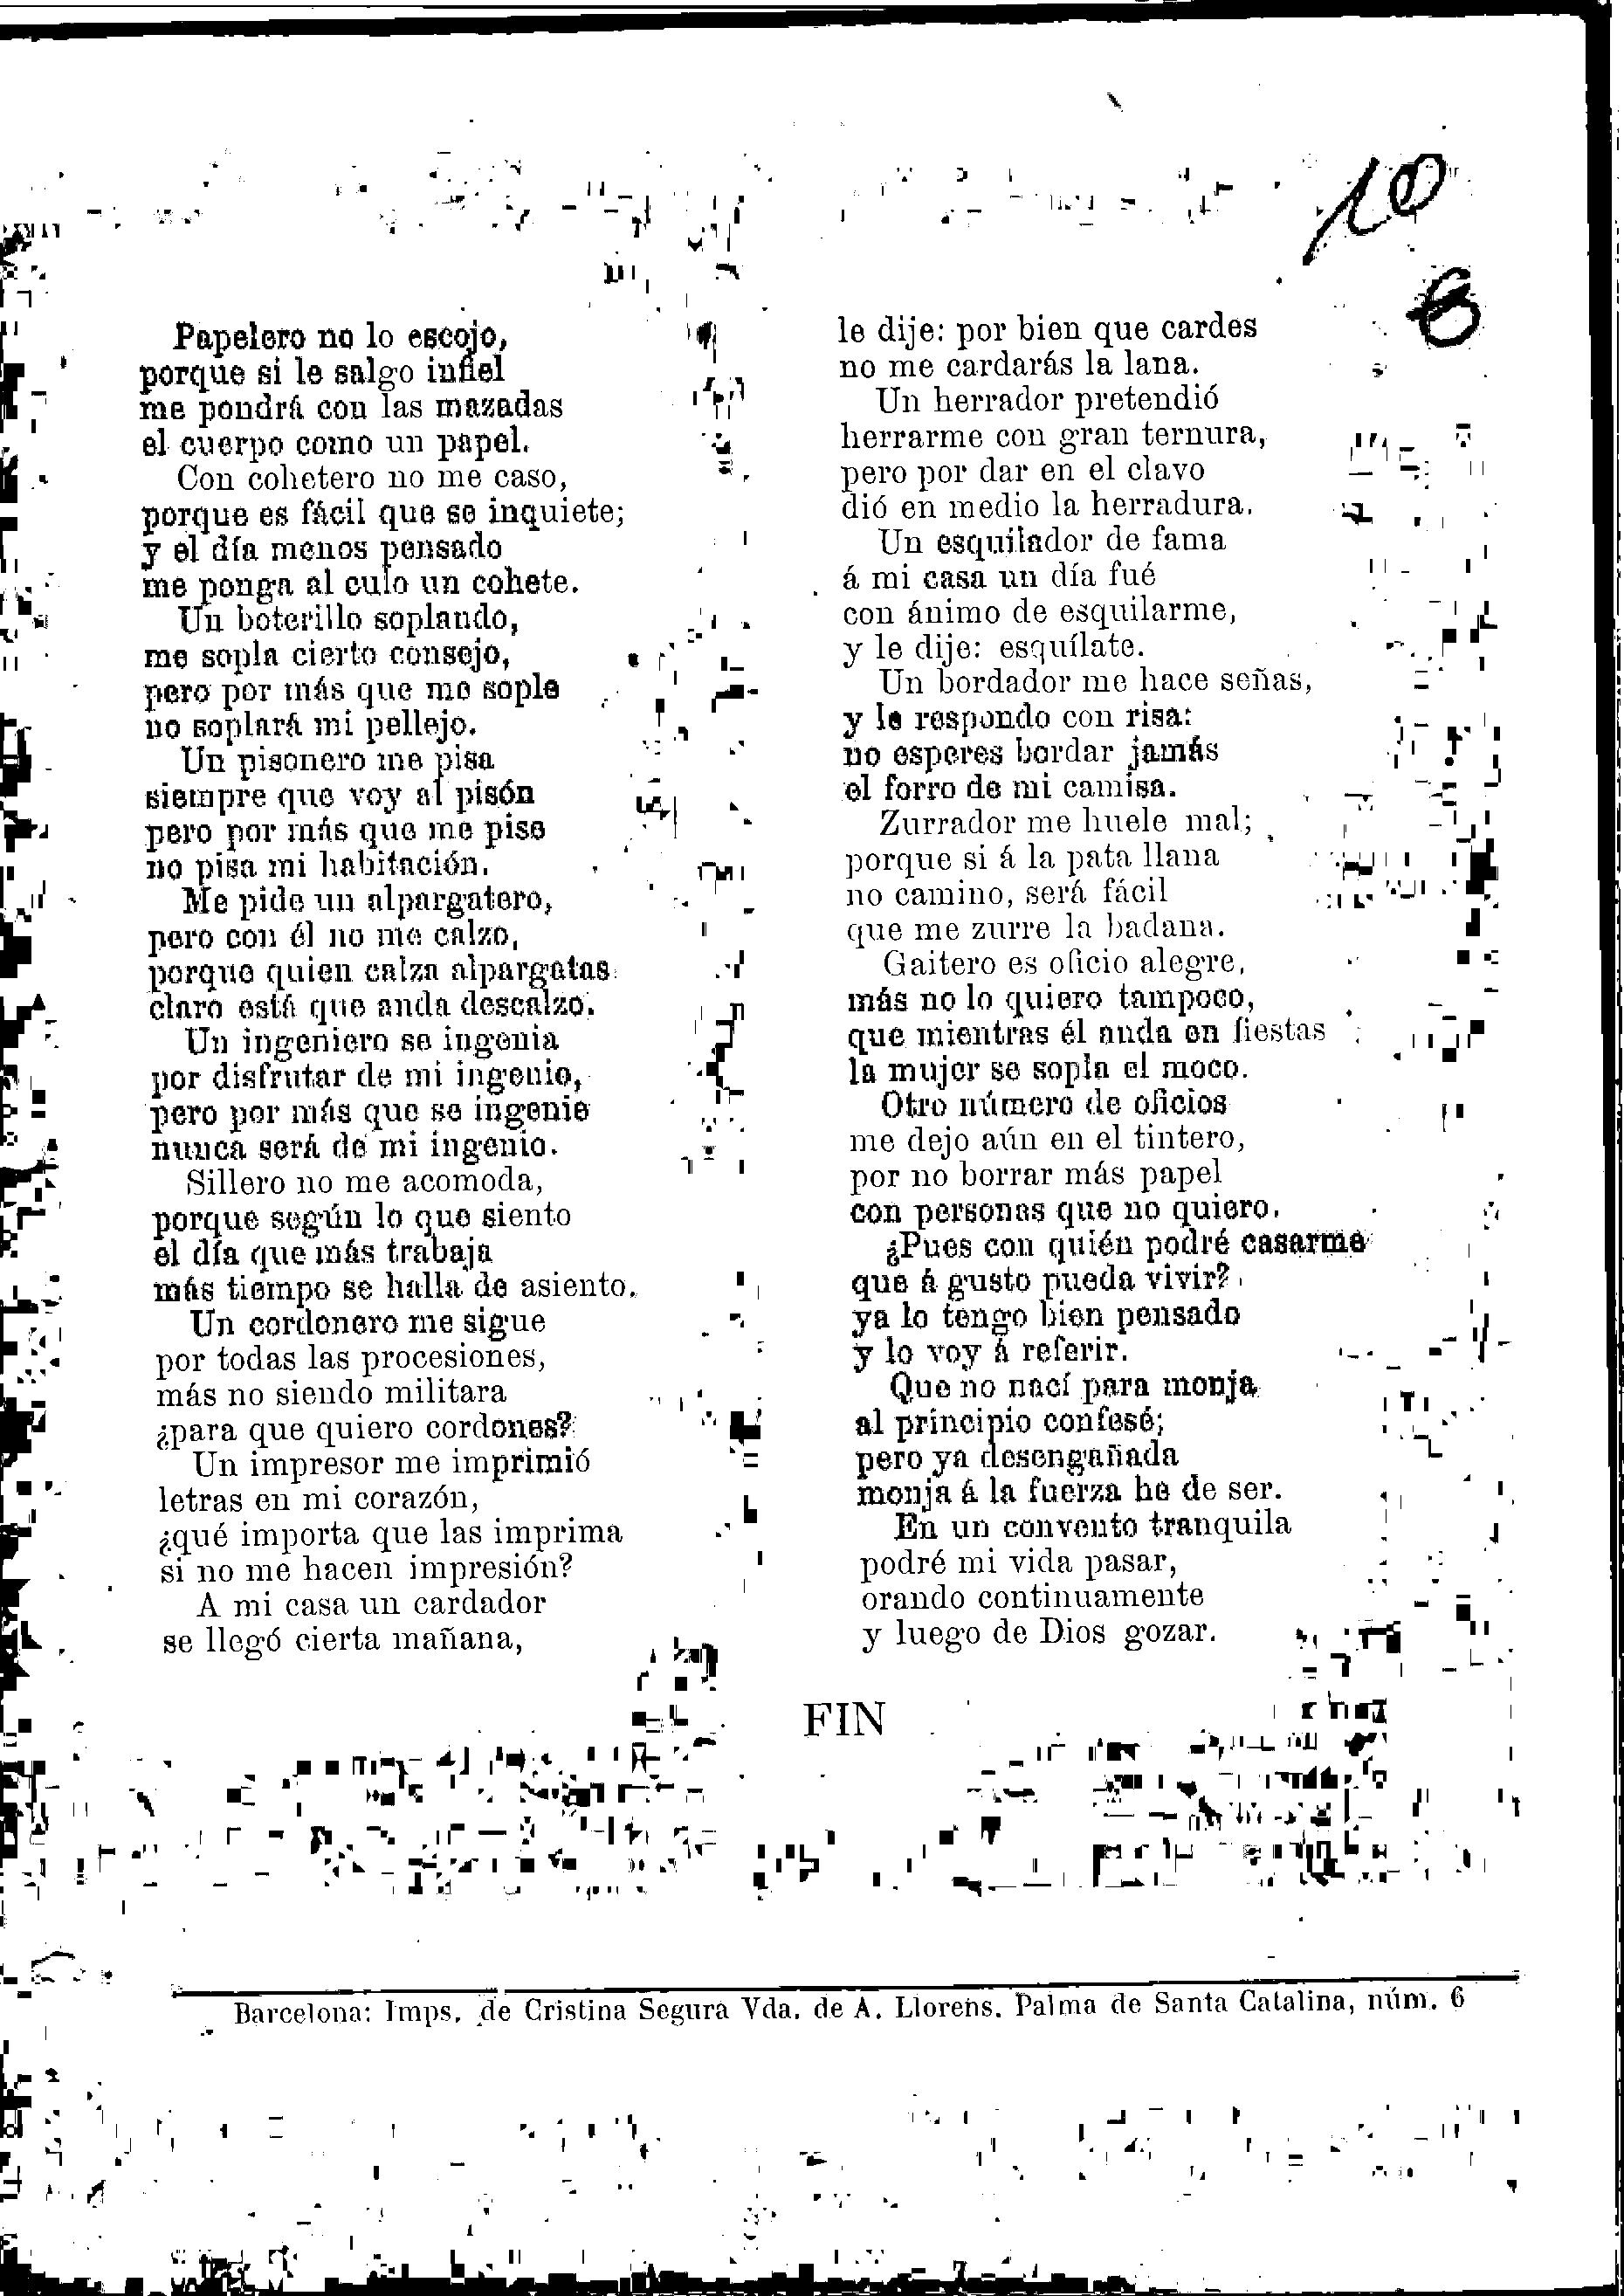 10
6
Papelero no lo escojo,
porque si le salgo infiel
me pondrá con las mazadas
el cuerpo como un papel.
Con cohetero no me caso,
porque es fácil que se inquiete;
y el día menos pensado
me ponga al culo un cohete.
Un boterillo soplando,
me sopla cierto consejo,
pero por más que me sople
no soplará mi pellejo.
Un pisonero me pisa
siempre que voy al pisón
pero por más que me pise
no pisa mi habitación.
Me pide un alpargatero,
pero con él no me calzo,
porque quien calza alpargatas
claro está que anda descalzo.
Un ingeniero se ingenia
por disfrutar de mi ingenio,
pero por más que se ingenie
nunca será de mi ingenio.
Sillero no me acomoda,
porque según lo que siento
el día que más trabaja
más tiempo se halla de asiento.
Un cordonero me sigue
por todas las procesiones,
más no siendo militara
¿para que quiero cordones?
Un impresor me imprimió
letras en mi corazón,
¿qué importa que las imprima
si no me hacen impresión?
A mi casa un cardador
se llegó cierta mañana,
le dije: por bien que cardes
no me cardarás la lana.
Un herrador pretendió
herrarme con gran ternura,
pero por dar en el clavo
dió en medio la herradura.
Un esquilador de fama
á mi casa un día fué
con ánimo de esquilarme,
y le dije: esquílate.
Un bordador me hace señas,
y le respondo con risa:
no esperes bordar jamás
el forro de mi camisa.
Zurrador me huele mal;
porque si á la pata llana
no camino, será fácil
que me zurre la badana.
Gaitero es oficio alegre,
más no lo quiero tampoco,
que mientras él anda en fiestas
la mujer se sopla el moco.
Otro número de oficios
me dejo aún en el tintero,
por no borrar más papel
con personas que no quiero.
¿Pues con quién podré casarme
que á gusto pueda vivir?
ya lo tengo bien pensado
y lo voy á referir.
Que no nací para monja
al principio confesé;
pero ya desengañada
monja á la fuerza he de ser.
En un convento tranquila
podré mi vida pasar,
orando continuamente
y luego de Dios gozar.
FIN
Barcelona: Imps. de Cristina Segura Vda. de A. Llorens. Palma de Santa Catalina, núm. 6